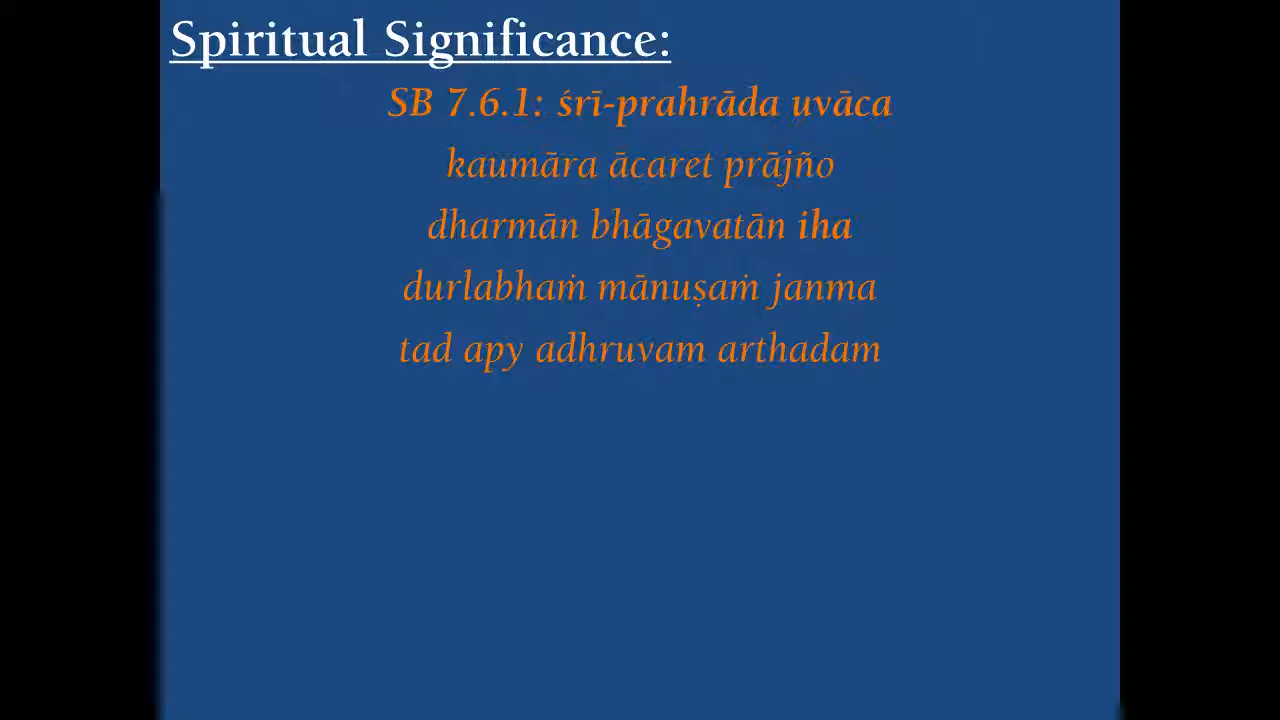 Spiritual Significance:
SB 7.6.1: śrī-prahrāda uvāca
kaumāra ācaret prājño
dharmān bhāgavatān iha
durlabhaṁ mānuṣaṁ janma
tad apy adhruvam arthadam